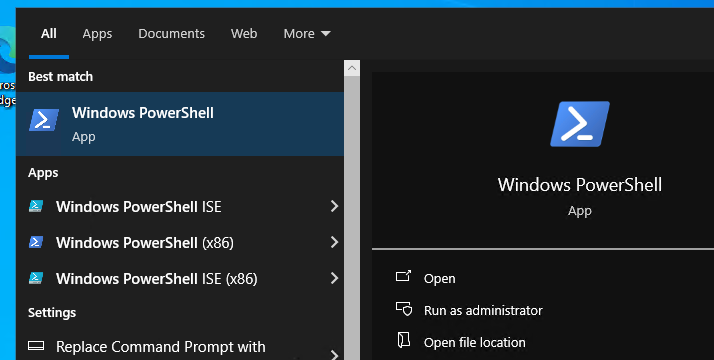 All Apps Documents Web More
Best match
Windows PowerShell
App
Apps
Windows PowerShell ISE
Windows PowerShell (x86)
Windows PowerShell ISE (x86)
Settings
Replace Command Prompt with
Windows PowerShell
App
Open
Run as administrator
Open file location